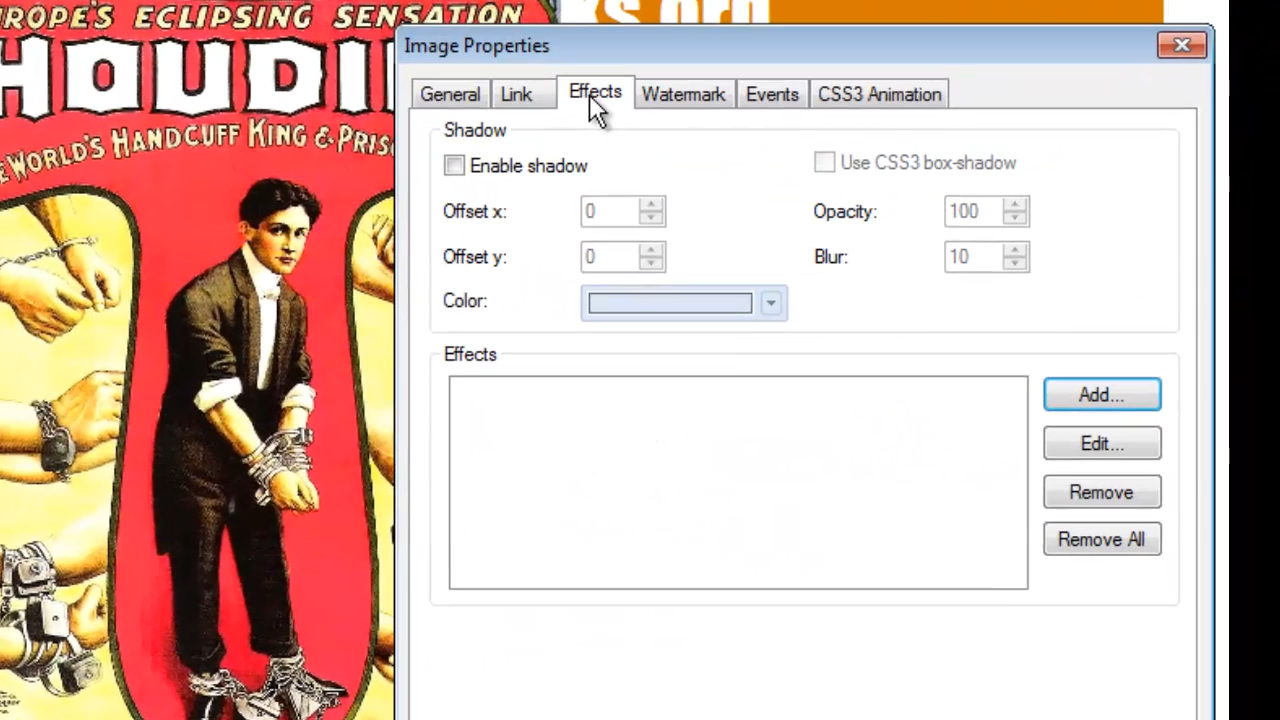 ROPE'S ECLIPSING SENSATION
HOUDI
WORLD'S HANDCUFF KING & PRIS
ks.org
Image Properties
General Link Effects Watermark Events CSS3 Animation
Shadow
Enable shadow Use CSS3 box-shadow
Offset x: 0 Opacity: 100
Offset y: 0 Blur: 10
Color:
Effects
Add...
Edit...
Remove
Remove All